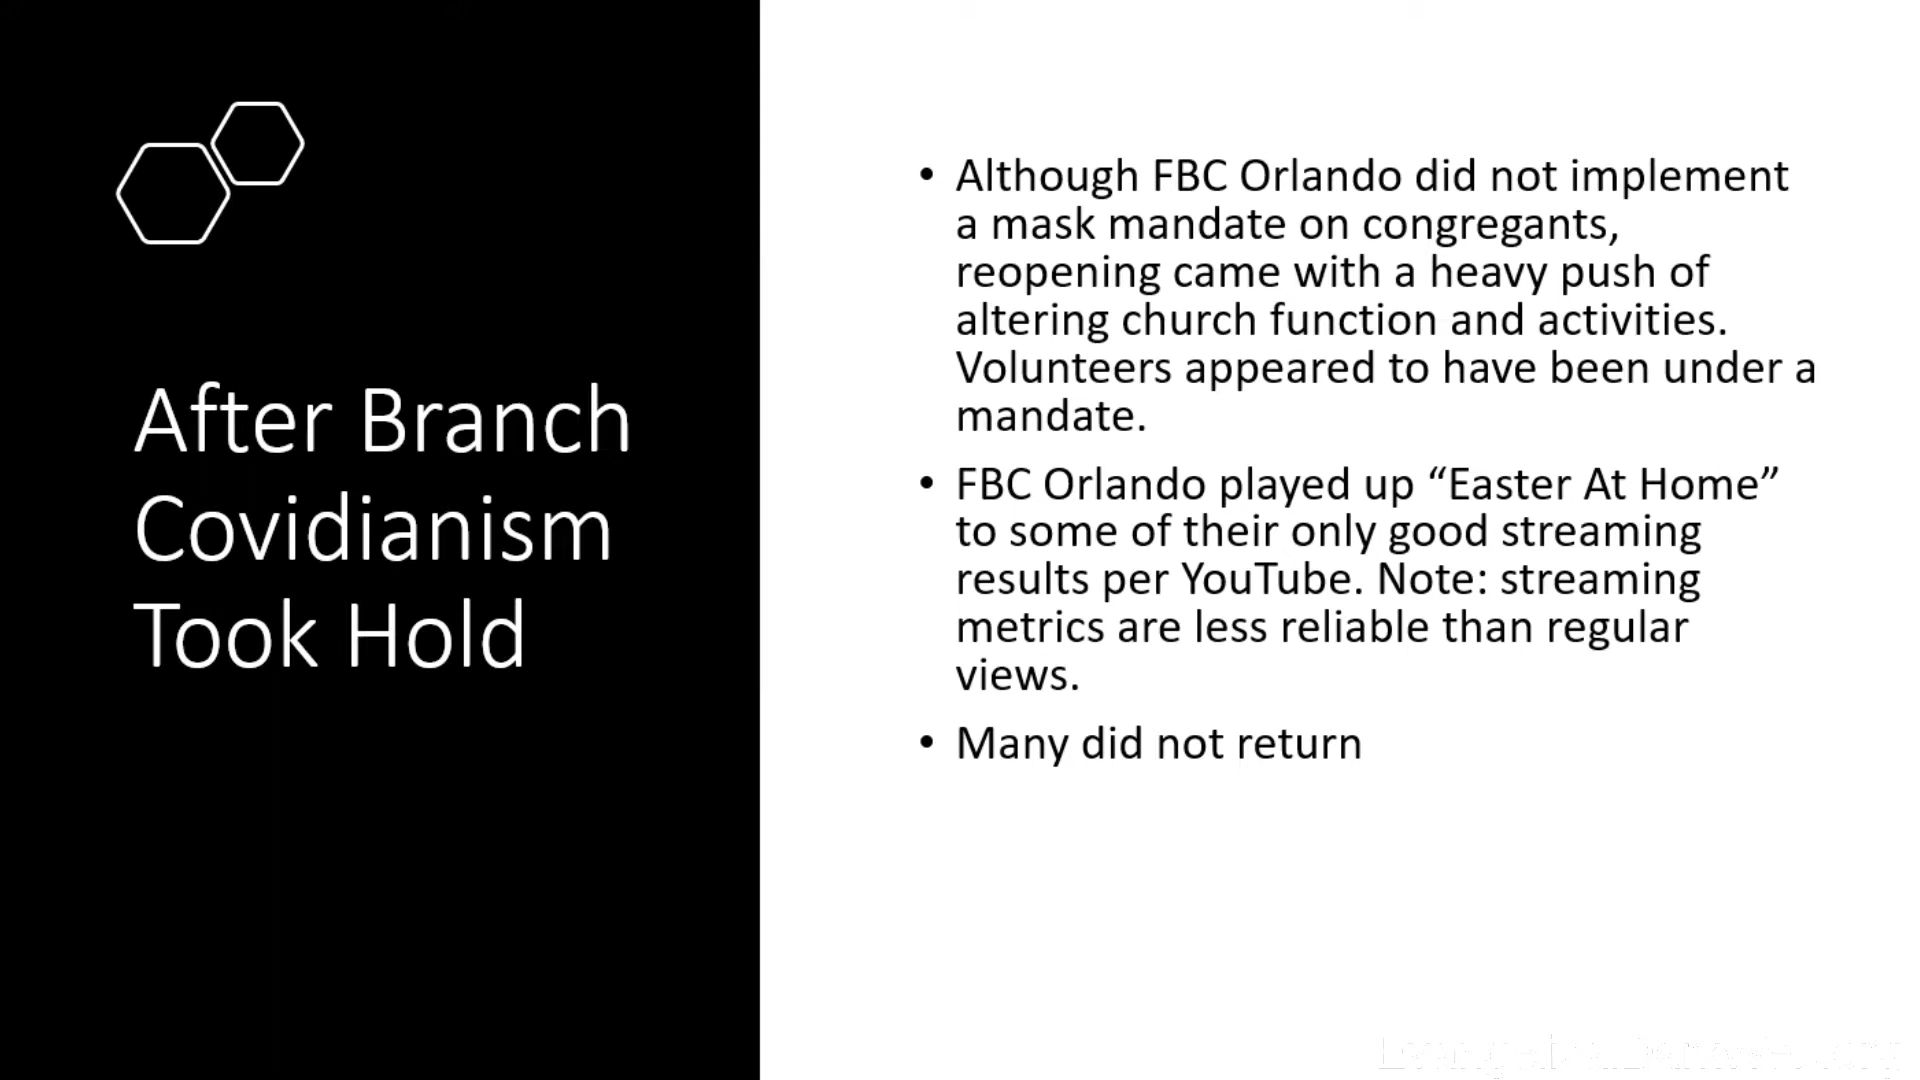 After Branch
Covidianism
Took Hold
• Although FBC Orlando did not implement
a mask mandate on congregants,
reopening came with a heavy push of
altering church function and activities.
Volunteers appeared to have been under a
mandate.
• FBC Orlando played up “Easter At Home”
to some of their only good streaming
results per YouTube. Note: streaming
metrics are less reliable than regular
views.
• Many did not return